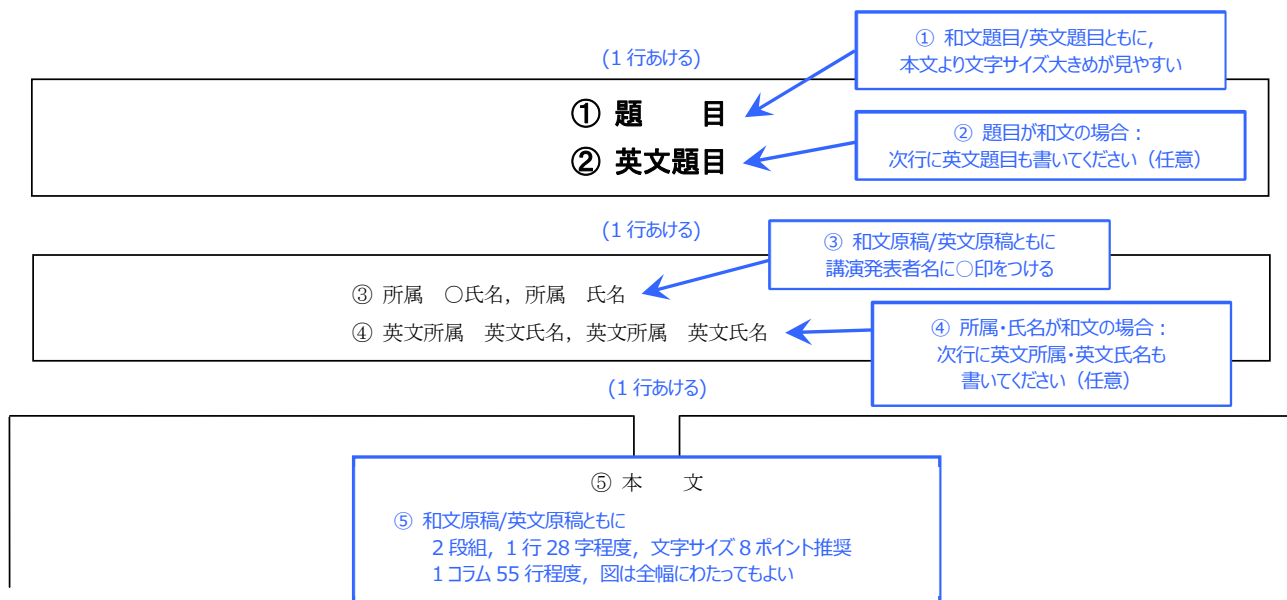 (1 行あける)
① 和文題目/英文題目ともに,
本文より文字サイズ大きめが見やすい
① 題　　目
② 英文題目
② 題目が和文の場合：
次行に英文題目も書いてください（任意）
(1 行あける)
③ 和文原稿/英文原稿ともに
講演発表者名に○印をつける
③ 所属　○氏名，所属　氏名
④ 英文所属　英文氏名，英文所属　英文氏名
④ 所属・氏名が和文の場合：
次行に英文所属・英文氏名も
書いてください（任意）
(1 行あける)
⑤ 本　　文
⑤ 和文原稿/英文原稿ともに
2 段組，1 行 28 字程度，文字サイズ 8 ポイント推奨
1 コラム 55 行程度，図は全幅にわたってもよい